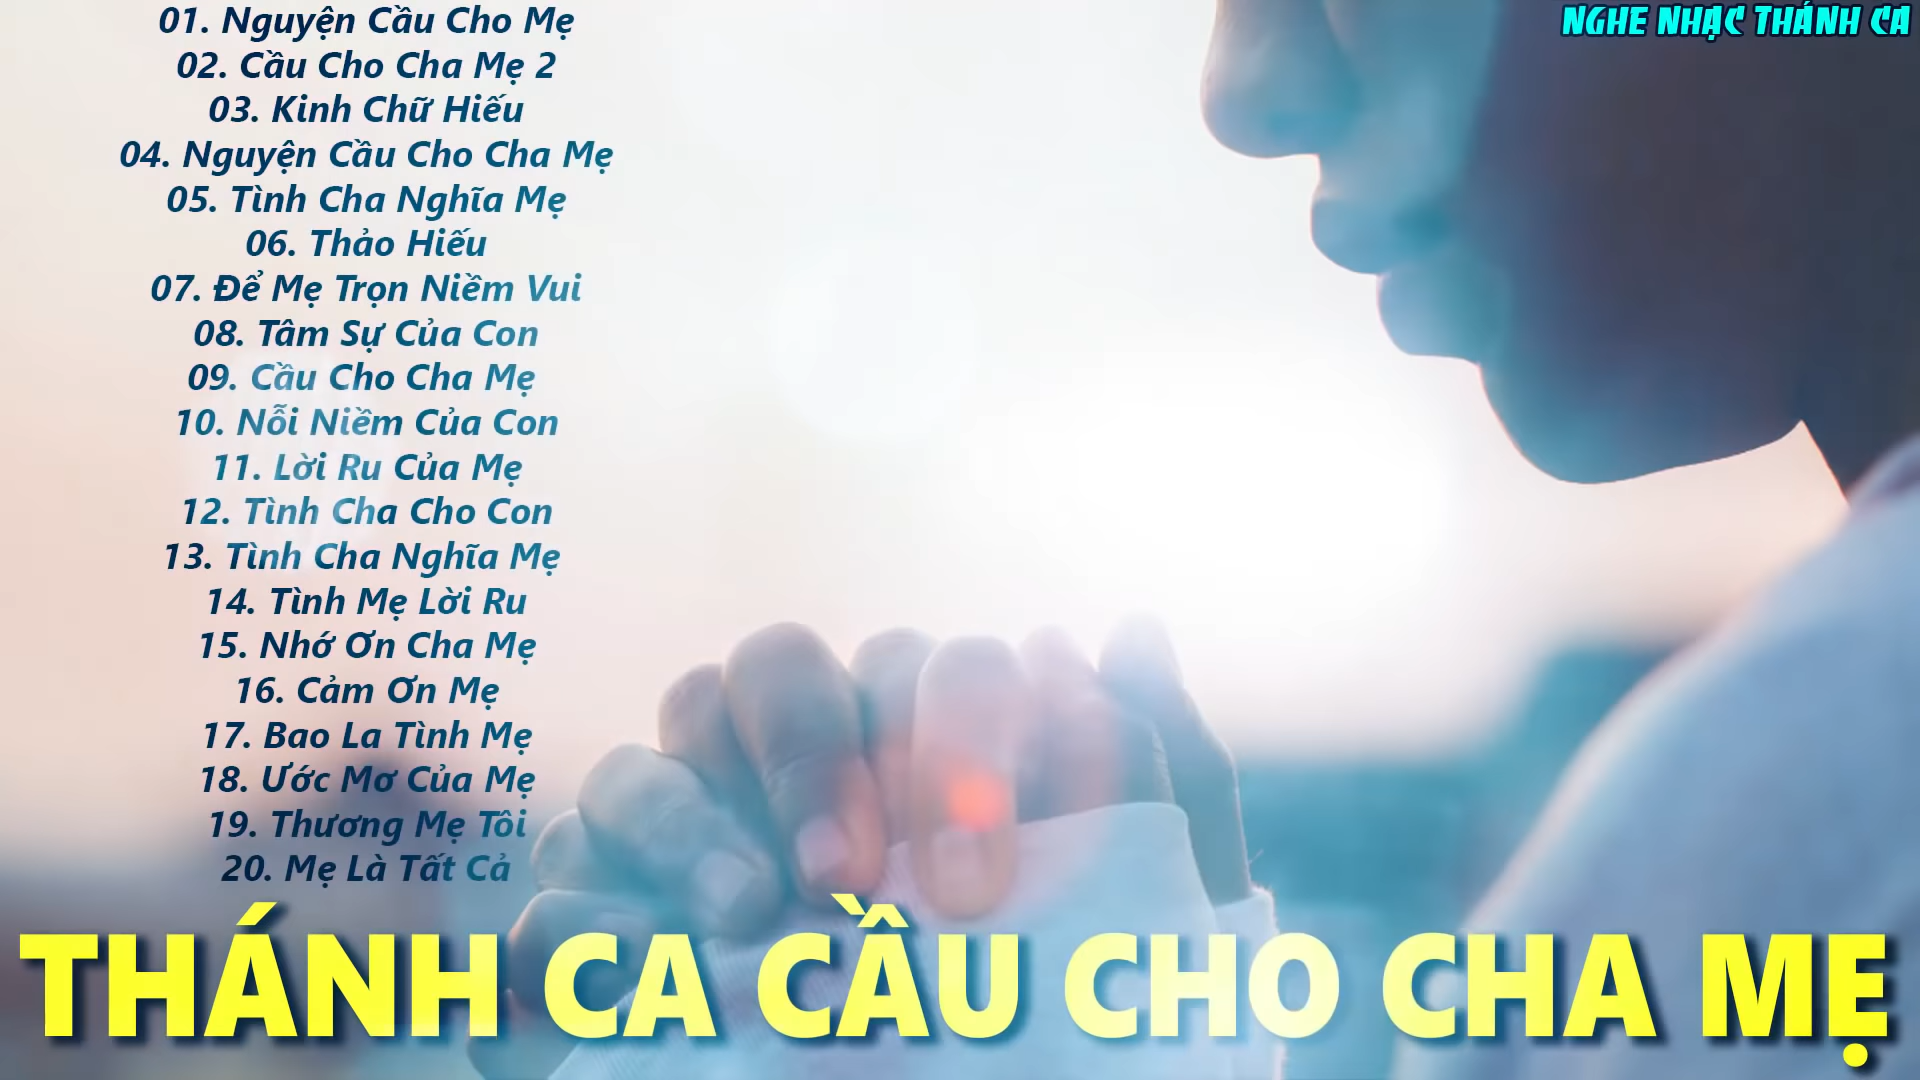 01. Nguyện Cầu Cho Mẹ
02. Cầu Cho Cha Mẹ 2
03. Kinh Chữ Hiếu
04. Nguyện Cầu Cho Cha Mẹ
05. Tình Cha Nghĩa Mẹ
06. Thảo Hiếu
07. Để Mẹ Trọn Niềm Vui
08. Tâm Sự Của Con
09. Cầu Cho Cha Mẹ
10. Nỗi Niềm Của Con
11. Lời Ru Của Mẹ
12. Tình Cha Cho Con
13. Tình Cha Nghĩa Mẹ
14. Tình Mẹ Lời Ru
15. Nhớ Ơn Cha Mẹ
16. Cảm Ơn Mẹ
17. Bao La Tình Mẹ
18. Ước Mơ Của Mẹ
19. Thương Mẹ Tôi
20. Mẹ Là Tất Cả
NGHE NHẠC THÁNH CA
THÁNH CA CẦU CHO CHA MẸ